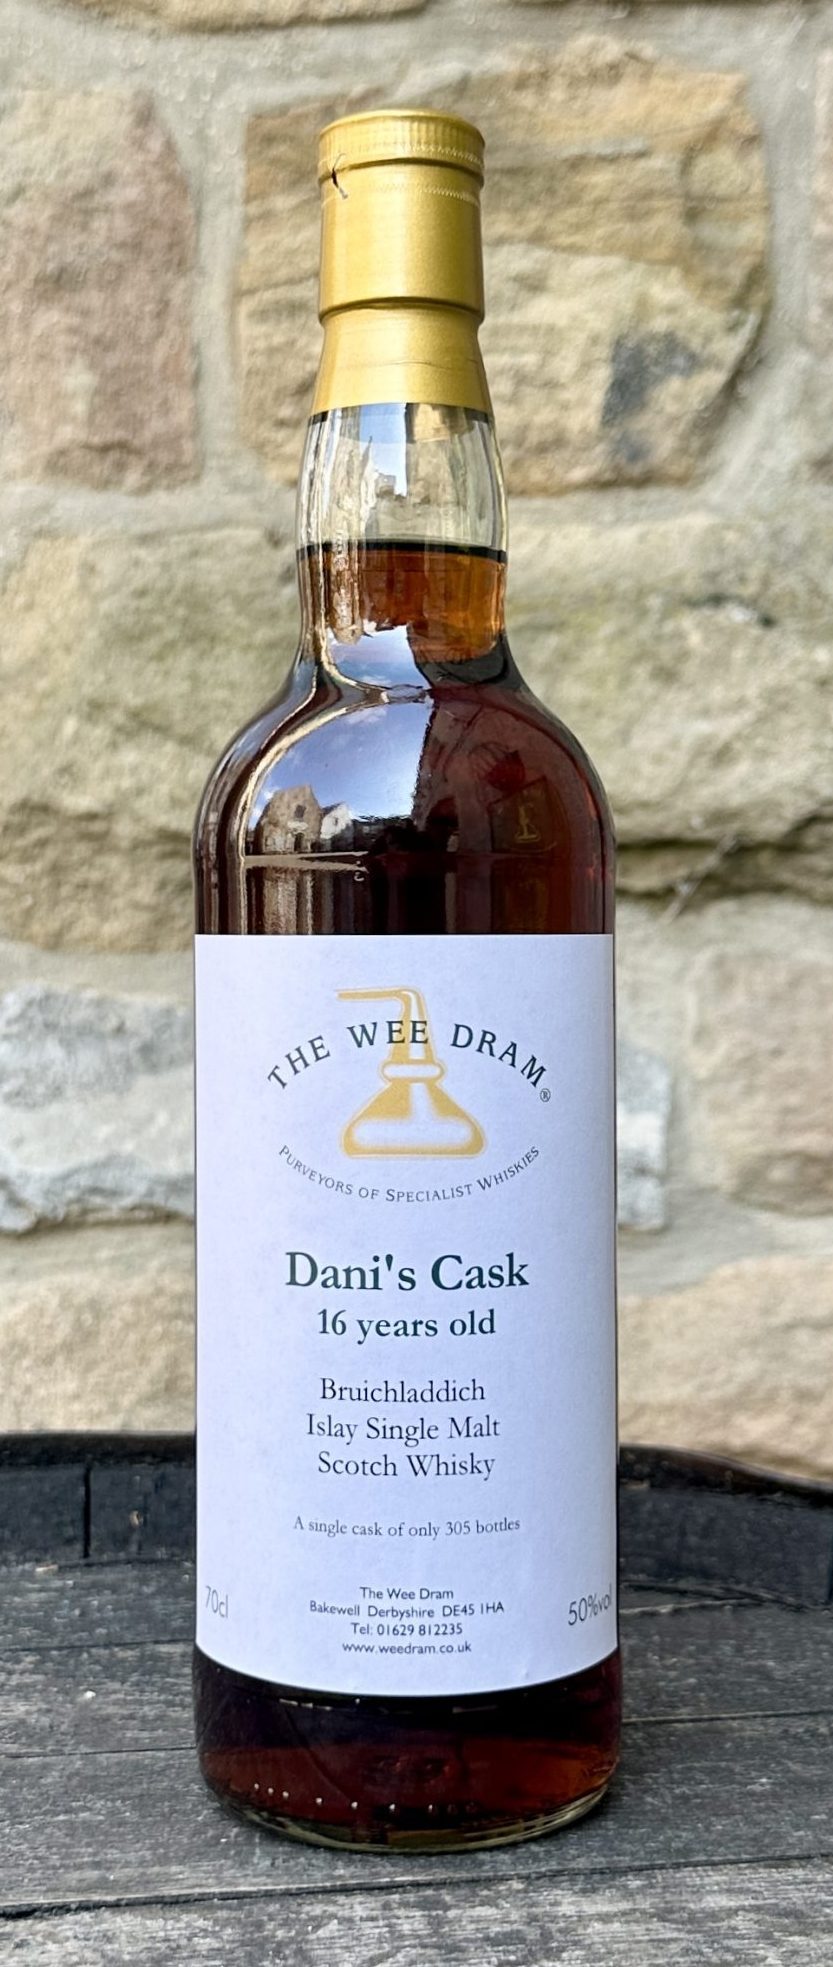 THE WEE DRAM®
PURVEYORS OF SPECIALIST WHISKIES
Dani's Cask
16 years old
Bruichladdich
Islay Single Malt
Scotch Whisky
A single cask of only 305 bottles
70cl
The Wee Dram
Bakewell Derbyshire DE45 1HA
Tel: 01629 812235
www.weedram.co.uk
50%vol